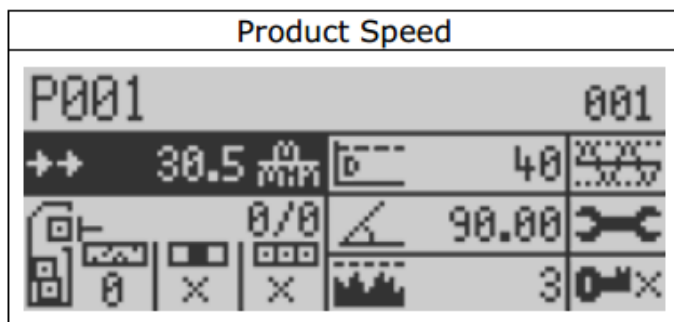 Product Speed
P001 001
30.5 m/min D 40
0/0 90.00
0 × × 3 ×